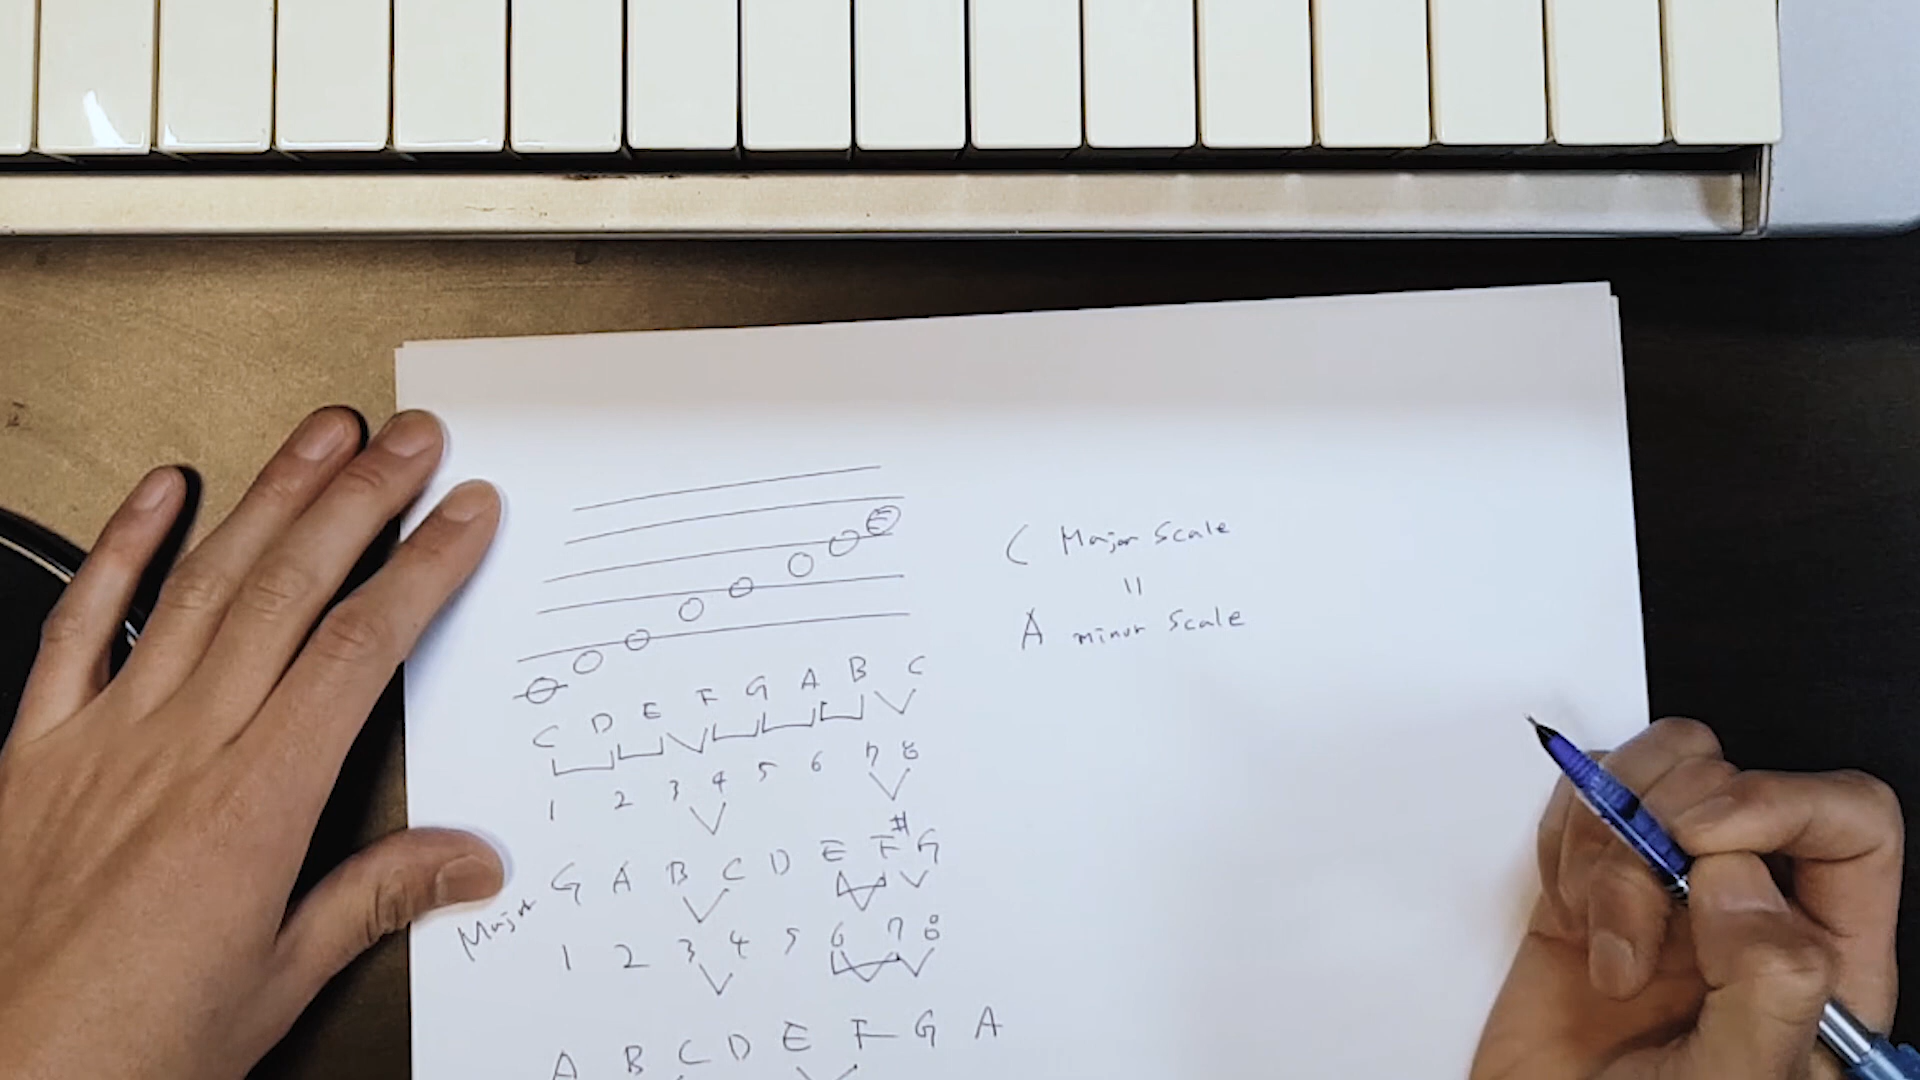 E
C Major Scale
=
A minor Scale
C D E F G A B C
1 2 3 4 5 6 7 8
#
G A B C D E F G
Major
1 2 3 4 5 6 7 8
A B C D E F G A